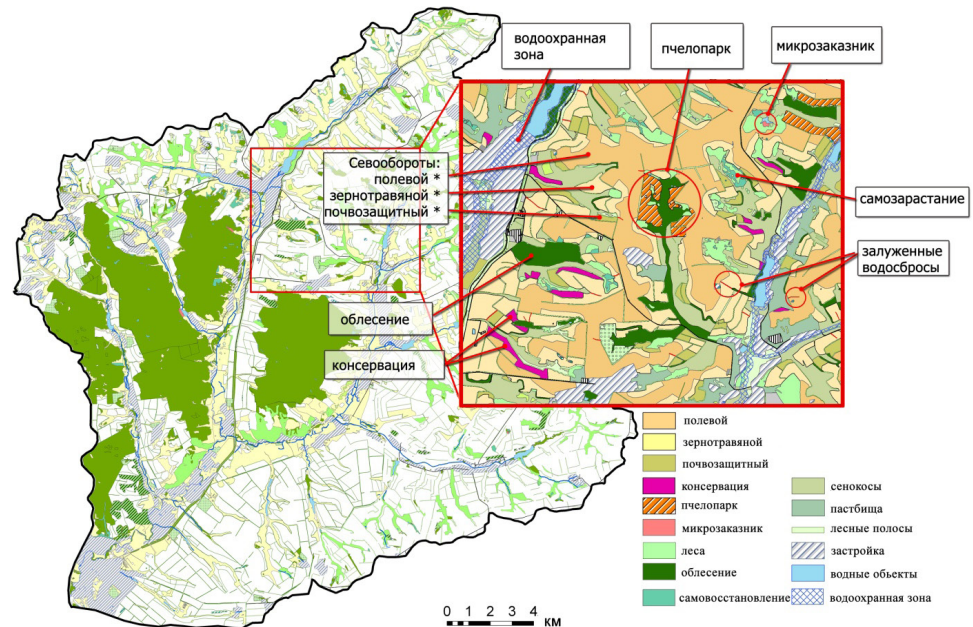 водоохранная
зона
пчелопарк
микрозаказник
Севообороты:
полевой *
зернотравяной *
почвозащитный *
самозарастание
залуженные
водосбросы
облесение
консервация
полевой
зернотравяной
почвозащитный
консервация
пчелопарк
микрозаказник
леса
облесение
самовосстановление
сенокосы
пастбища
лесные полосы
застройка
водные обьекты
водоохранная зона
0 1 2 3 4
км